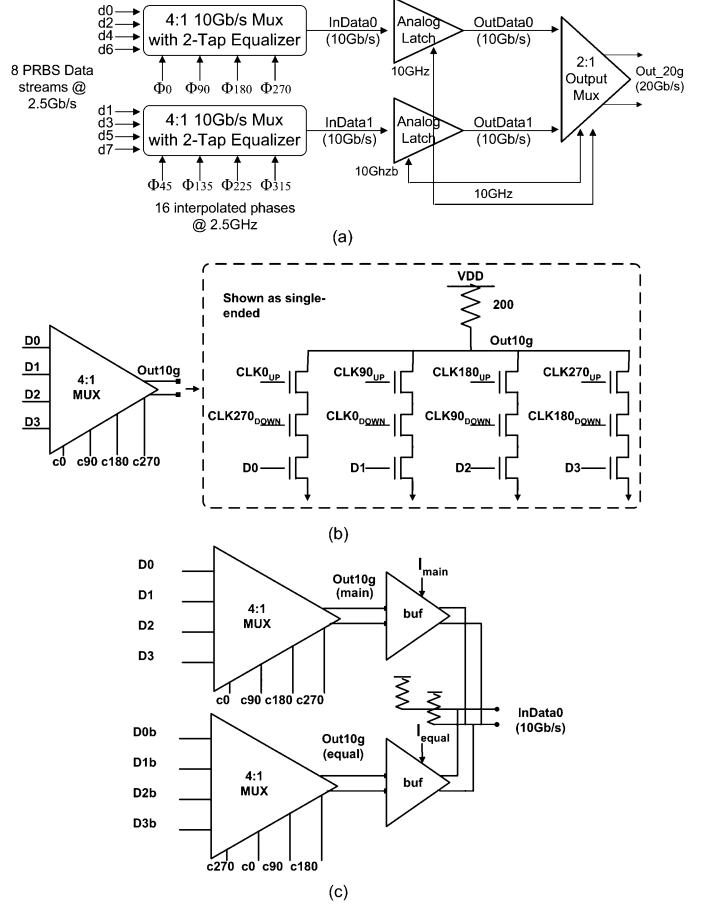 d0
d2
d4
d6
4:1 10Gb/s Mux
with 2-Tap Equalizer
InData0
(10Gb/s)
Analog
Latch
OutData0
(10Gb/s)
Φ0 Φ90 Φ180 Φ270
10GHz
8 PRBS Data
streams @
2.5Gb/s
2:1
Output
Mux
Out_20g
(20Gb/s)
d1
d3
d5
d7
4:1 10Gb/s Mux
with 2-Tap Equalizer
InData1
(10Gb/s)
Analog
Latch
OutData1
(10Gb/s)
Φ45 Φ135 Φ225 Φ315
10Ghzb
10GHz
16 interpolated phases
@ 2.5GHz
(a)
Shown as single-
ended
VDD
200
Out10g
D0
D1
D2
D3
4:1
MUX
Out10g
c0 c90 c180 c270
CLK0UP CLK90UP CLK180UP CLK270UP
CLK270DOWN CLK0DOWN CLK90DOWN CLK180DOWN
D0 D1 D2 D3
(b)
D0
D1
D2
D3
4:1
MUX
Out10g
(main)
Imain
buf
c0 c90 c180 c270
InData0
(10Gb/s)
D0b
D1b
D2b
D3b
4:1
MUX
Out10g
(equal)
Iequal
buf
c270 c0 c90 c180
(c)